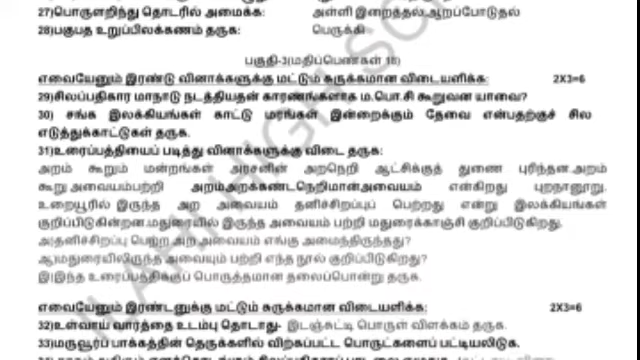 27)பொருளறிந்து தொடரில் அமைக்க: அள்ளி இறைத்தல்,ஆறப்போடுதல்
28)பகுபத உறுப்பிலக்கணம் தருக: பெருக்கி
பகுதி-3(மதிப்பெண்கள் 18)
எவையேனும் இரண்டு வினாக்களுக்கு மட்டும் சுருக்கமான விடையளிக்க: 2X3=6
29)சிலப்பதிகார மாநாடு நடத்தியதன் காரணங்களாக ம.பொ.சி கூறுவன யாவை?
30) சங்க இலக்கியங்கள் காட்டு மரங்கள் இன்றைக்கும் தேவை என்பதற்குச் சில
எடுத்துக்காட்டுகள் தருக.
31)உரைப்பத்தியைப் படித்து வினாக்களுக்கு விடை தருக:
அறம் கூறும் மன்றங்கள் அரசனின் அறநெறி ஆட்சிக்குத் துணை புரிந்தன.அறம்
கூறு அவையம்பற்றி அறம்அறக்கண்டநெறிமான்அவையம் என்கிறது புறநானூறு.
உறையூரில் இருந்த அற அவையம் தனிச்சிறப்புப் பெற்றது என்று இலக்கியங்கள்
குறிப்பிடுகின்றன.மதுரையில் இருந்த அவையம் பற்றி மதுரைக்காஞ்சி குறிப்பிடுகிறது.
அ)தனிச்சிறப்பு பெற்ற அற அவையம் எங்கு அமைந்திருந்தது?
ஆ)மதுரையிலிருந்த அவையும் பற்றி எந்த நூல் குறிப்பிடுகிறது?
இ)இந்த உரைப்பத்திக்குப் பொருத்தமான தலைப்பொன்று தருக.
எவையேனும் இரண்டனுக்கு மட்டும் சுருக்கமான விடையளிக்க: 2X3=6
32)உள்வாய் வார்த்தை உடம்பு தொடாது- இடஞ்சுட்டி பொருள் விளக்கம் தருக.
33)மருவூர்ப் பாக்கத்தின் தெருக்களில் விற்கப்பட்ட பொருட்களைப் பட்டியலிடுக.